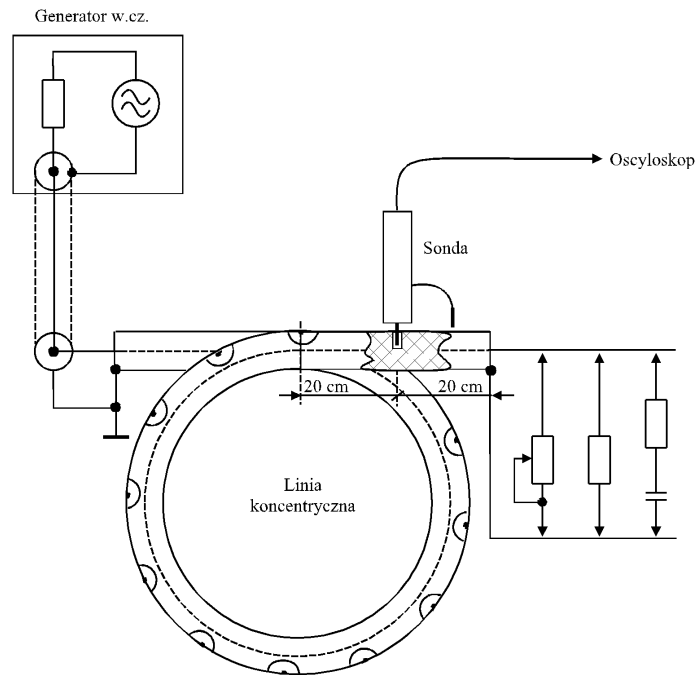 Generator w.cz.
Oscyloskop
Sonda
20 cm
20 cm
Linia
koncentryczna